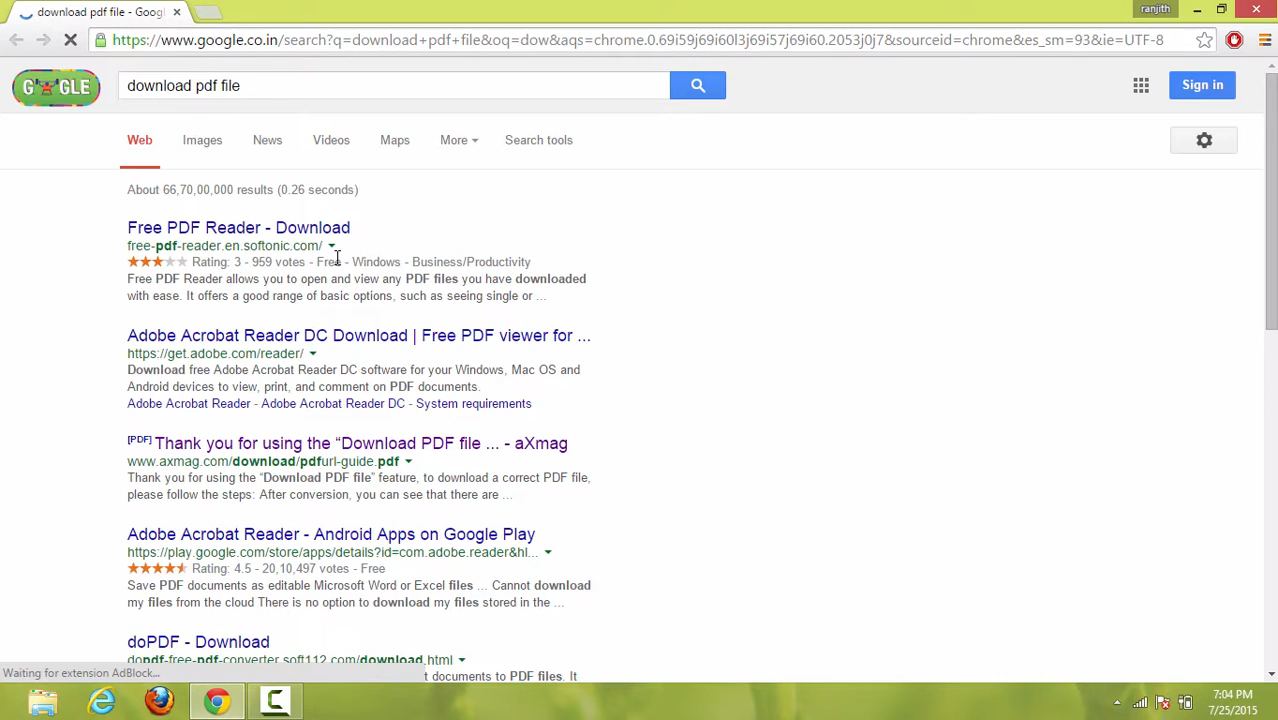 download pdf file - Goog
ranjith
https://www.google.co.in/search?q=download+pdf+file&oq=dow&aqs=chrome.0.69i59j69i60l3j69i57j69i60.2053j0j7&sourceid=chrome&es_sm=93&ie=UTF-8
GOOGLE
download pdf file
Sign in
Web Images News Videos Maps More Search tools
About 66,70,00,000 results (0.26 seconds)
Free PDF Reader - Download
free-pdf-reader.en.softonic.com/
Rating: 3 - 959 votes - Free - Windows - Business/Productivity
Free PDF Reader allows you to open and view any PDF files you have downloaded
with ease. It offers a good range of basic options, such as seeing single or ...
Adobe Acrobat Reader DC Download | Free PDF viewer for ...
https://get.adobe.com/reader/
Download free Adobe Acrobat Reader DC software for your Windows, Mac OS and
Android devices to view, print, and comment on PDF documents.
Adobe Acrobat Reader - Adobe Acrobat Reader DC - System requirements
[PDF] Thank you for using the “Download PDF file ... - aXmag
www.axmag.com/download/pdfurl-guide.pdf
Thank you for using the “Download PDF file” feature, to download a correct PDF file,
please follow the steps: After conversion, you can see that there are ...
Adobe Acrobat Reader - Android Apps on Google Play
https://play.google.com/store/apps/details?id=com.adobe.reader&hl...
Rating: 4.5 - 20,10,497 votes - Free
Save PDF documents as editable Microsoft Word or Excel files ... Cannot download
my files from the cloud There is no option to download my files stored in the ...
doPDF - Download
dopdf-free-pdf-converter.soft112.com/download.html
t documents to PDF files. It
Waiting for extension AdBlock...
7:04 PM
7/25/2015